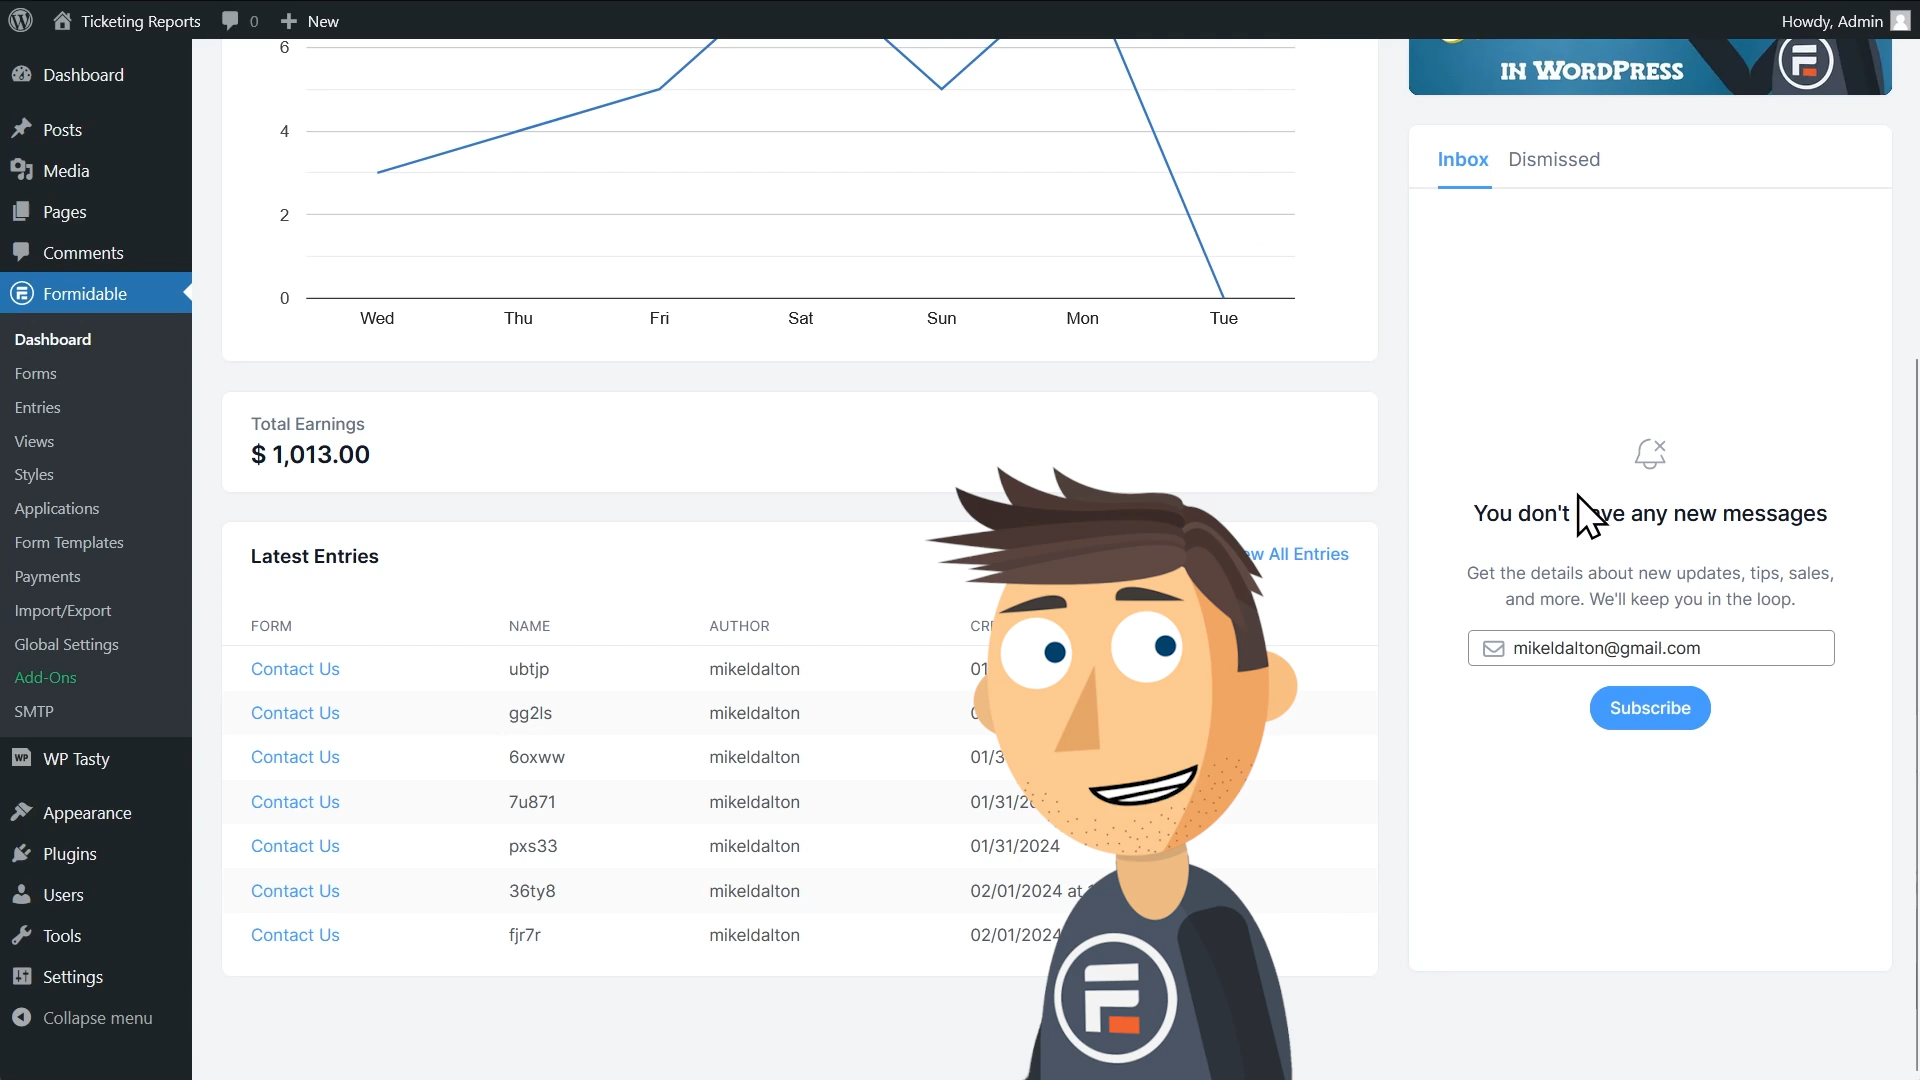 Ticketing Reports 0 New Howdy, Admin
Dashboard
Posts
Media
Pages
Comments
Formidable
Dashboard
Forms
Entries
Views
Styles
Applications
Form Templates
Payments
Import/Export
Global Settings
Add-Ons
SMTP
WP Tasty
Appearance
Plugins
Users
Tools
Settings
Collapse menu
6
4
2
0
Wed Thu Fri Sat Sun Mon Tue
Total Earnings
$ 1,013.00
Latest Entries
All Entries
FORM NAME AUTHOR
Contact Us ubtjp mikeldalton
Contact Us gg2ls mikeldalton
Contact Us 6oxww mikeldalton
Contact Us 7u871 mikeldalton
Contact Us pxs33 mikeldalton 01/31/2024
Contact Us 36ty8 mikeldalton 02/01/2024 at
Contact Us fjr7r mikeldalton 02/01/2024
IN WORDPRESS
Inbox Dismissed
You don't any new messages
Get the details about new updates, tips, sales,
and more. We'll keep you in the loop.
mikeldalton@gmail.com
Subscribe